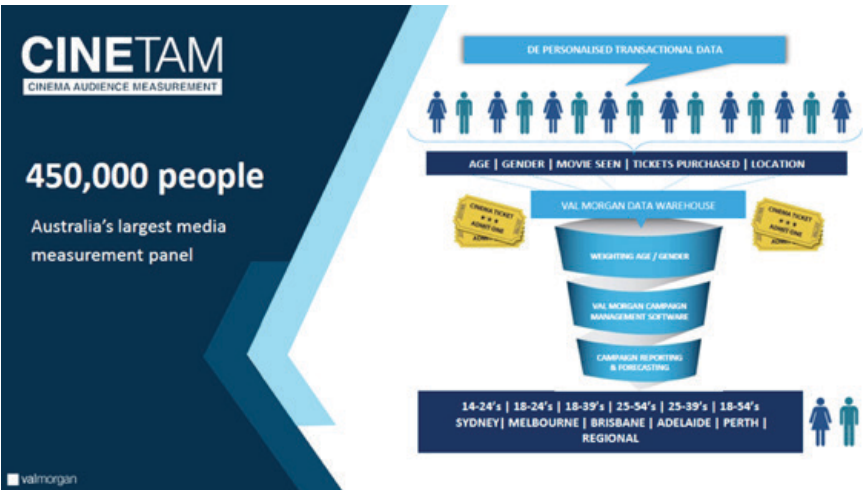 CINETAM
CINEMA AUDIENCE MEASUREMENT
450,000 people
Australia's largest media
measurement panel
valmorgan
DE PERSONALISED TRANSACTIONAL DATA
AGE | GENDER | MOVIE SEEN | TICKETS PURCHASED | LOCATION
CINEMA TICKET
ADMIT ONE
VAL MORGAN DATA WAREHOUSE
CINEMA TICKET
ADMIT ONE
WEIGHTING AGE / GENDER
VAL MORGAN CAMPAIGN
MANAGEMENT SOFTWARE
CAMPAIGN REPORTING
& FORECASTING
14-24's | 18-24's | 18-39's | 25-54's | 25-39's | 18-54's
SYDNEY| MELBOURNE | BRISBANE | ADELAIDE | PERTH |
REGIONAL